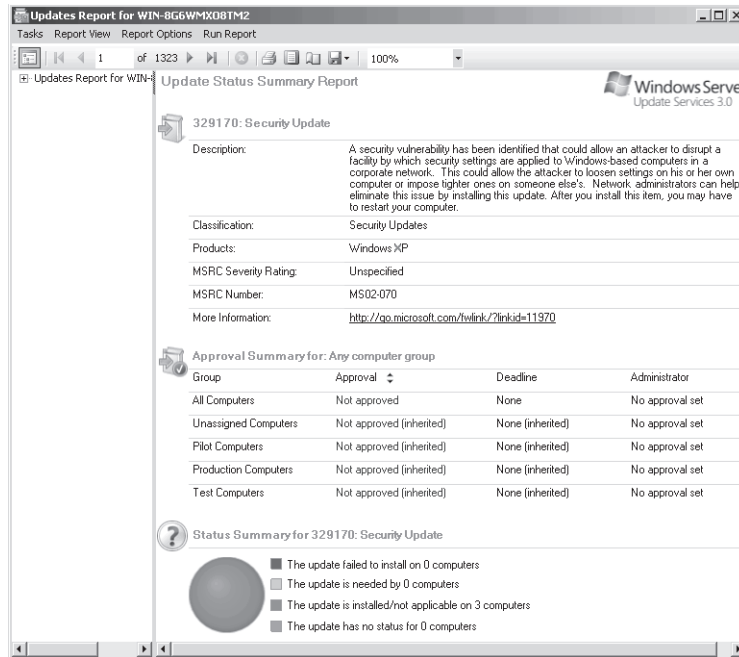 Updates Report for WIN-8G6WMX08TM2
Tasks Report View Report Options Run Report
1 of 1323 100%
Updates Report for WIN-8
Update Status Summary Report
Windows Serve
Update Services 3.0
329170: Security Update
Description: A security vulnerability has been identified that could allow an attacker to disrupt a
facility by which security settings are applied to Windows-based computers in a
corporate network. This could allow the attacker to loosen settings on his or her own
computer or impose tighter ones on someone else's. Network administrators can help
eliminate this issue by installing this update. After you install this item, you may have
to restart your computer.
Classification: Security Updates
Products: Windows XP
MSRC Severity Rating: Unspecified
MSRC Number: MS02-070
More Information: http://go.microsoft.com/fwlink/?linkid=11970
Approval Summary for: Any computer group
Group Approval Deadline Administrator
All Computers Not approved None No approval set
Unassigned Computers Not approved (inherited) None (inherited) No approval set
Pilot Computers Not approved (inherited) None (inherited) No approval set
Production Computers Not approved (inherited) None (inherited) No approval set
Test Computers Not approved (inherited) None (inherited) No approval set
Status Summary for 329170: Security Update
The update failed to install on 0 computers
The update is needed by 0 computers
The update is installed/not applicable on 3 computers
The update has no status for 0 computers